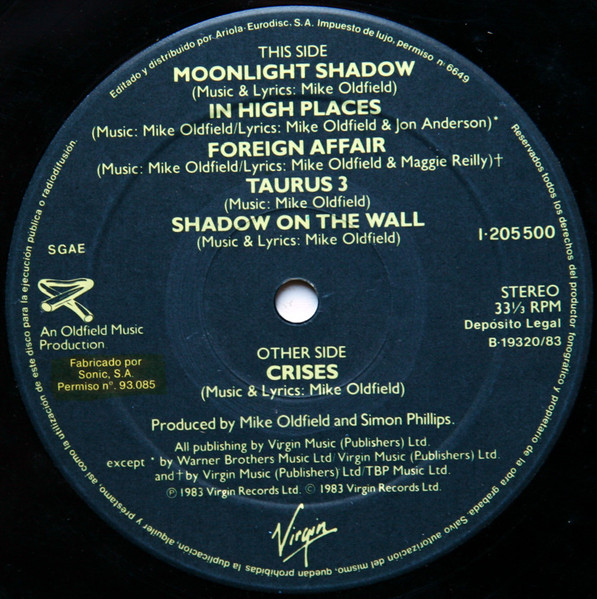 Editado y distribuido por Ariola-Eurodisc, S.A. Impuesto de lujo, permiso nº 6649
THIS SIDE
MOONLIGHT SHADOW
(Music & Lyrics: Mike Oldfield)
IN HIGH PLACES
(Music: Mike Oldfield/Lyrics: Mike Oldfield & Jon Anderson)*
FOREIGN AFFAIR
(Music: Mike Oldfield/Lyrics: Mike Oldfield & Maggie Reilly)†
TAURUS 3
(Music: Mike Oldfield)
SHADOW ON THE WALL
(Music & Lyrics: Mike Oldfield)
SGAE
I-205500
An Oldfield Music
Production
Fabricado por
Sonic, S.A.
Permiso nº. 93.085
STEREO
33⅓ RPM
Depósito Legal
B-19320/83
OTHER SIDE
CRISES
(Music & Lyrics: Mike Oldfield)
Produced by Mike Oldfield and Simon Phillips.
All publishing by Virgin Music (Publishers) Ltd.
except * by Warner Brothers Music Ltd/Virgin Music (Publishers) Ltd.
and † by Virgin Music (Publishers) Ltd/TBP Music Ltd.
℗ 1983 Virgin Records Ltd. © 1983 Virgin Records Ltd.
Virgin
Reservados todos los derechos del productor fonográfico y propietario de la obra grabada. Salvo autorización del mismo, quedan prohibidas la duplicación, alquiler y préstamo, así como la utilización de este disco para la ejecución pública o radiodifusión.